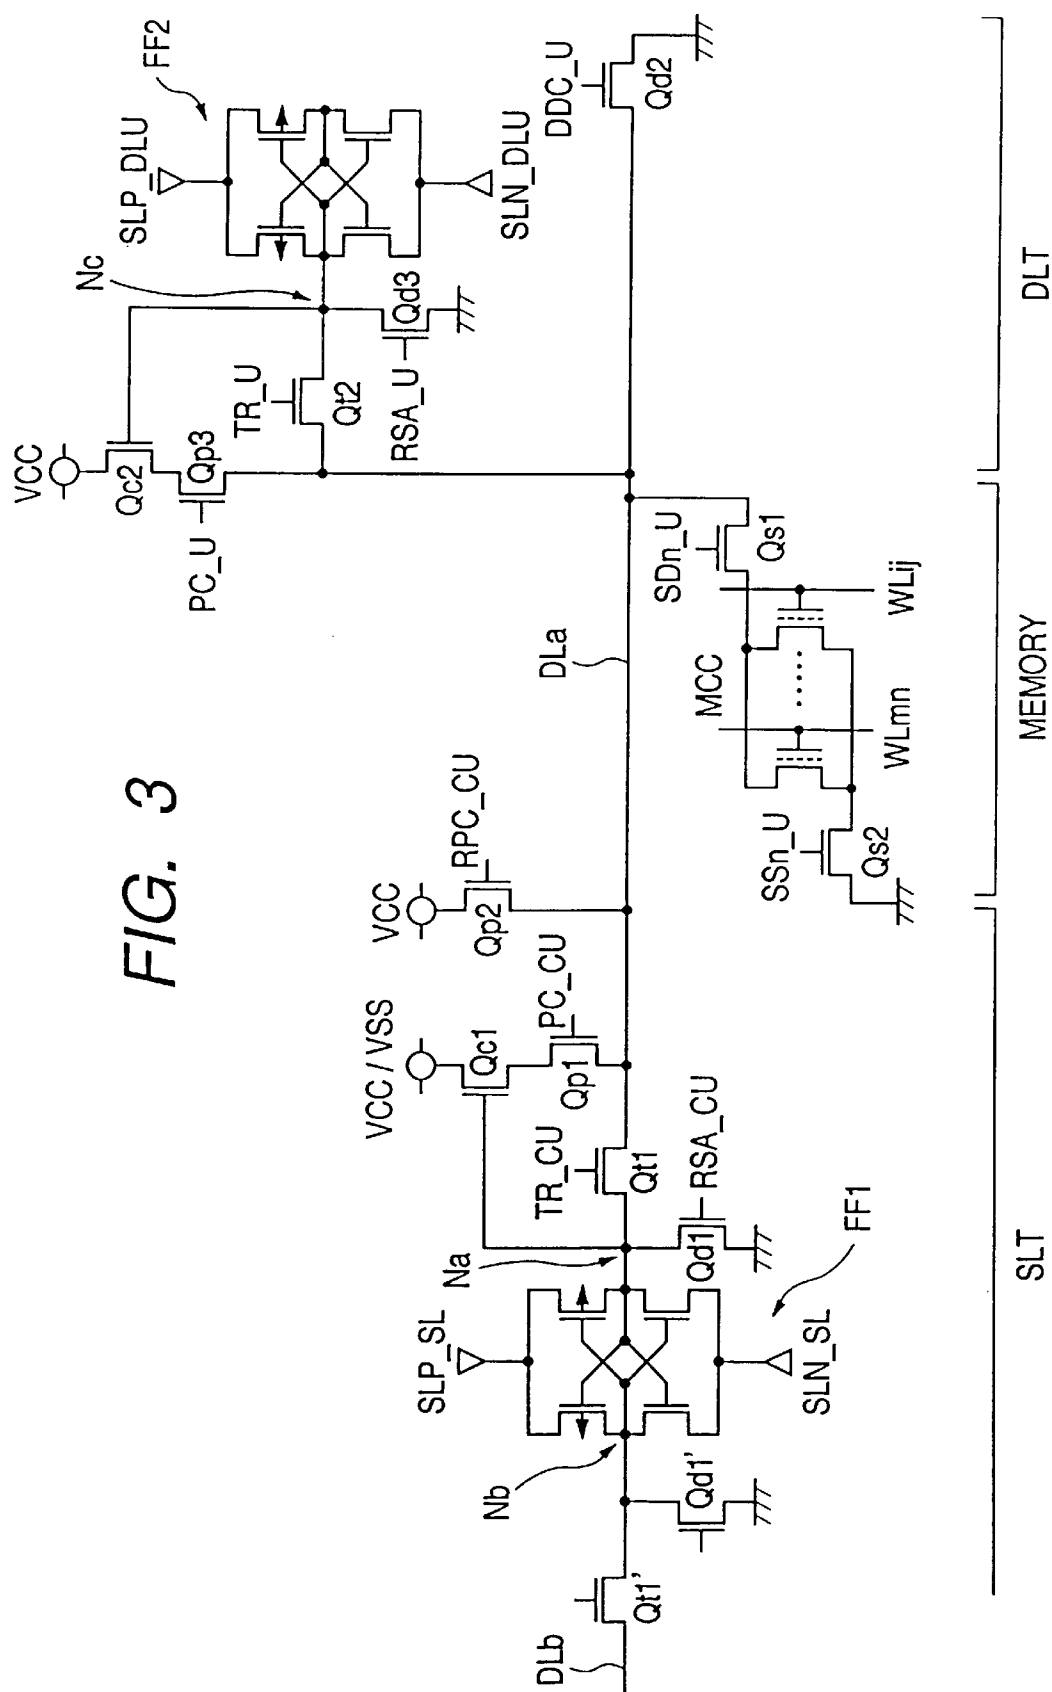 FIG. 3
SLP_DLU
FF2
Nc
VCC
Qc2
Qp3
PC_U
TR_U
Qt2
RSA_U
Qd3
SLN_DLU
DDC_U
Qd2
DLa
VCC
RPC_CU
Qp2
VCC/VSS
Qc1
PC_CU
Qp1
TR_CU
Qt1
RSA_CU
Qd1
Na
SLP_SL
SLN_SL
FF1
Nb
Qd1'
Qt1'
DLb
SDn_U
Qs1
MCC
WLmn
WLij
SSn_U
Qs2
SLT
MEMORY
DLT